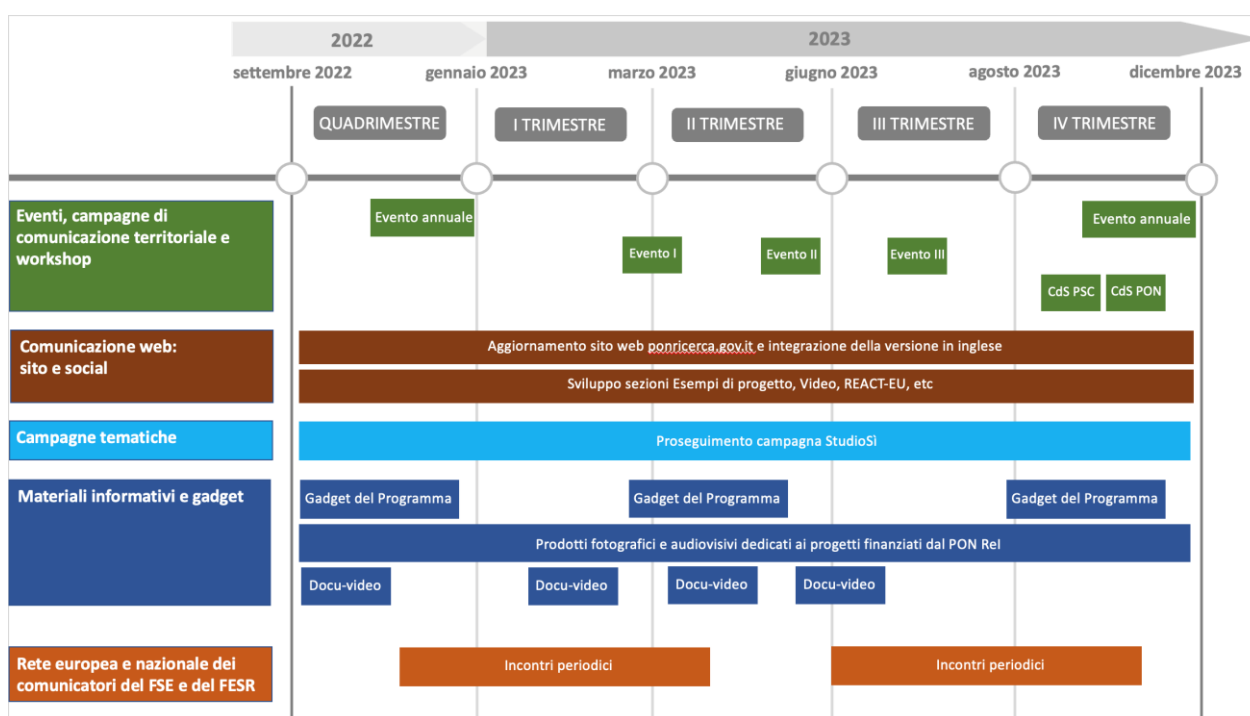 2022
2023
settembre 2022
gennaio 2023
marzo 2023
giugno 2023
agosto 2023
dicembre 2023
QUADRIMESTRE
I TRIMESTRE
II TRIMESTRE
III TRIMESTRE
IV TRIMESTRE
Eventi, campagne di
comunicazione territoriale e
workshop
Evento annuale
Evento annuale
Evento I
Evento II
Evento III
CdS PSC
CdS PON
Comunicazione web:
sito e social
Aggiornamento sito web ponricerca.gov.it e integrazione della versione in inglese
Sviluppo sezioni Esempi di progetto, Video, REACT-EU, etc
Campagne tematiche
Proseguimento campagna StudioSì
Materiali informativi e gadget
Gadget del Programma
Gadget del Programma
Gadget del Programma
Prodotti fotografici e audiovisivi dedicati ai progetti finanziati dal PON ReI
Docu-video
Docu-video
Docu-video
Docu-video
Rete europea e nazionale dei
comunicatori del FSE e del FESR
Incontri periodici
Incontri periodici